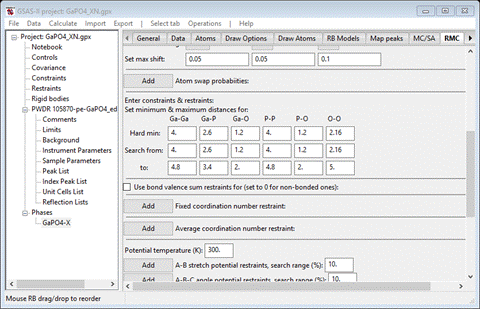 GSAS-II project: GaPO4_XN.gpx
File Data Calculate Import Export | Select tab Operations | Help
Project: GaPO4_XN.gpx
Notebook
Controls
Covariance
Constraints
Restraints
Rigid bodies
PWDR 105870-pe-GaPO4_ed
Comments
Limits
Background
Instrument Parameters
Sample Parameters
Peak List
Index Peak List
Unit Cells List
Reflection Lists
Phases
GaPO4-X
General Data Atoms Draw Options Draw Atoms RB Models Map peaks MC/SA RMC
Set max shift: 0.05 0.05 0.1
Add Atom swap probabiities:
Enter constraints & restraints:
Set minimum & maximum distances for:
Ga-Ga Ga-P Ga-O P-P P-O O-O
Hard min: 4. 2.6 1.2 4. 1.2 2.16
Search from: 4. 2.6 1.2 4. 1.2 2.16
to: 4.8 3.4 2. 4.8 2. 5.
Use bond valence sum restraints for (set to 0 for non-bonded ones):
Add Fixed coordination number restraint:
Add Average coordination number restraint:
Potential temperature (K): 300.
Add A-B stretch potential restraints, search range (%): 10.
Add A-B-C angle potential restraints, search range (%): 10.
Mouse RB drag/drop to reorder